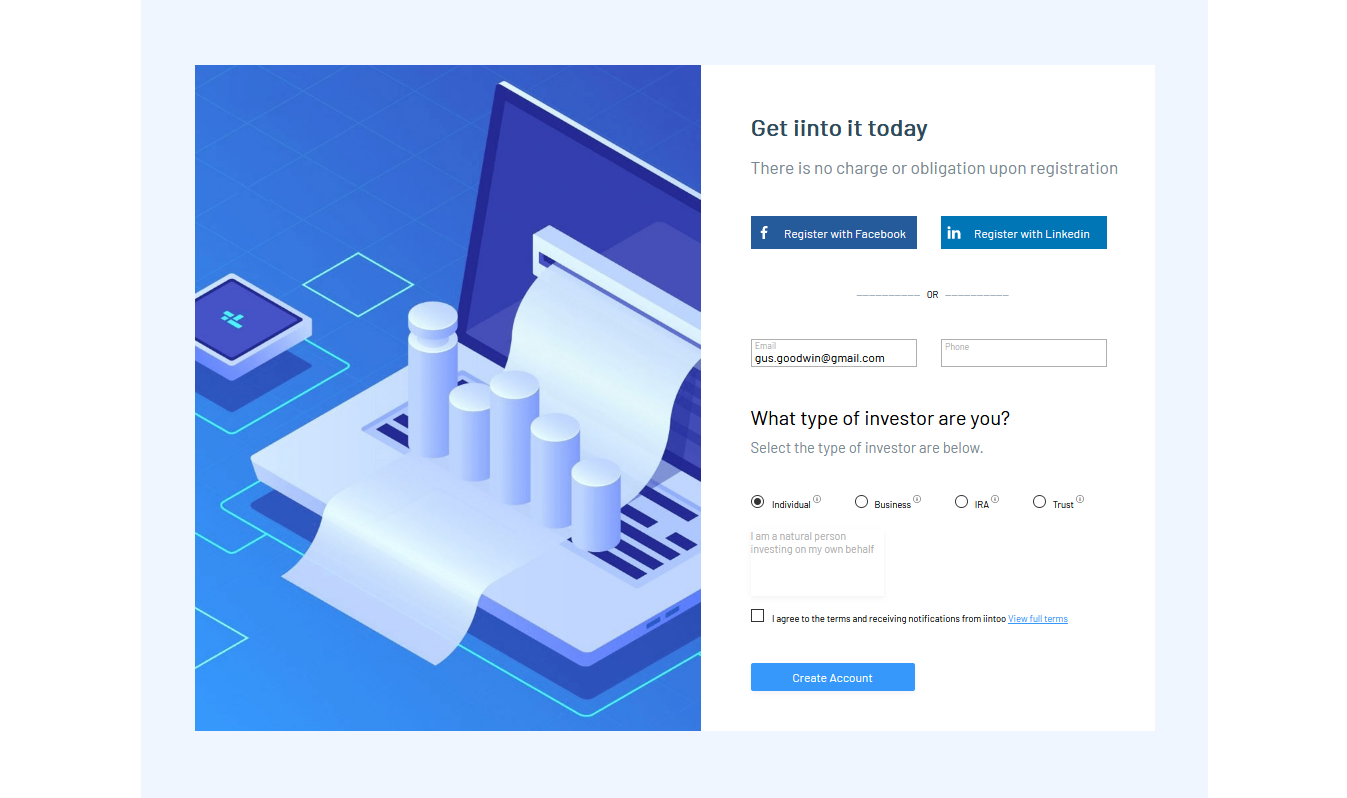 Get iinto it today
There is no charge or obligation upon registration
Register with Facebook
Register with Linkedin
OR
Email
gus.goodwin@gmail.com
Phone
What type of investor are you?
Select the type of investor are below.
Individual
Business
IRA
Trust
I am a natural person
investing on my own behalf
I agree to the terms and receiving notifications from iintoo View full terms
Create Account